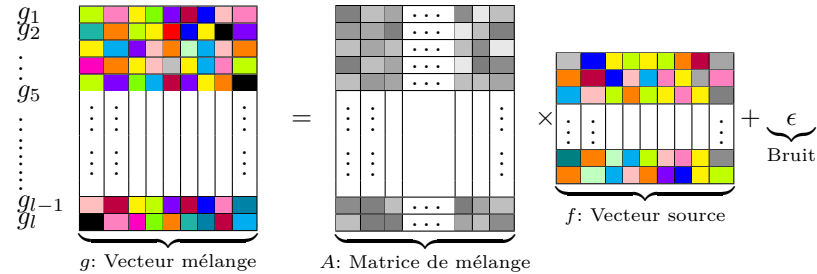 g1
g2
g5
gl−1
gl
=
×
+ ϵ
Bruit
g: Vecteur mélange
A: Matrice de mélange
f: Vecteur source